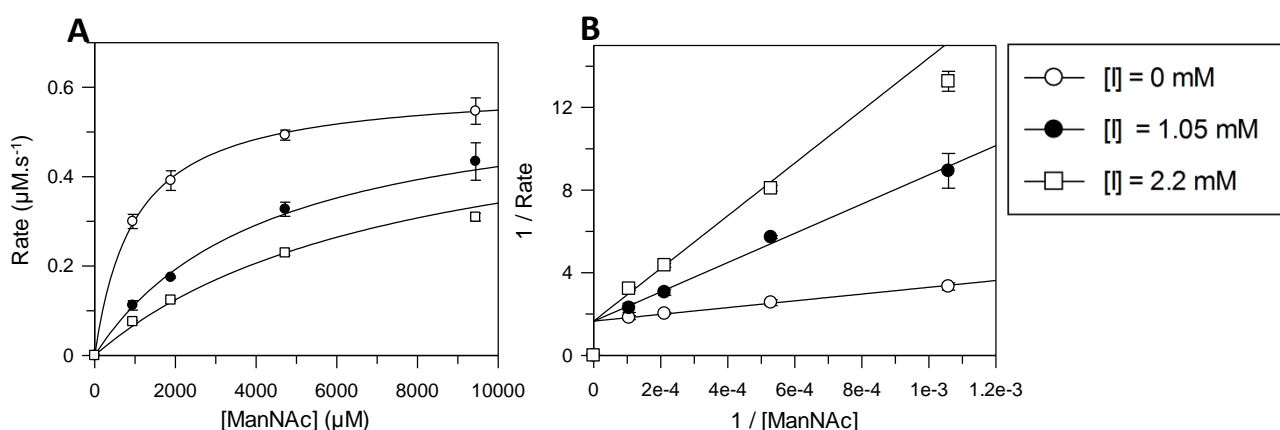 A
B
Rate (µM.s⁻¹)
0.6
0.4
0.2
0
0
2000
4000
6000
8000
10000
[ManNAc] (µM)
1 / Rate
12
8
4
0
0
2e-4
4e-4
6e-4
8e-4
1e-3
1.2e-3
1 / [ManNAc]
[I] = 0 mM
[I] = 1.05 mM
[I] = 2.2 mM